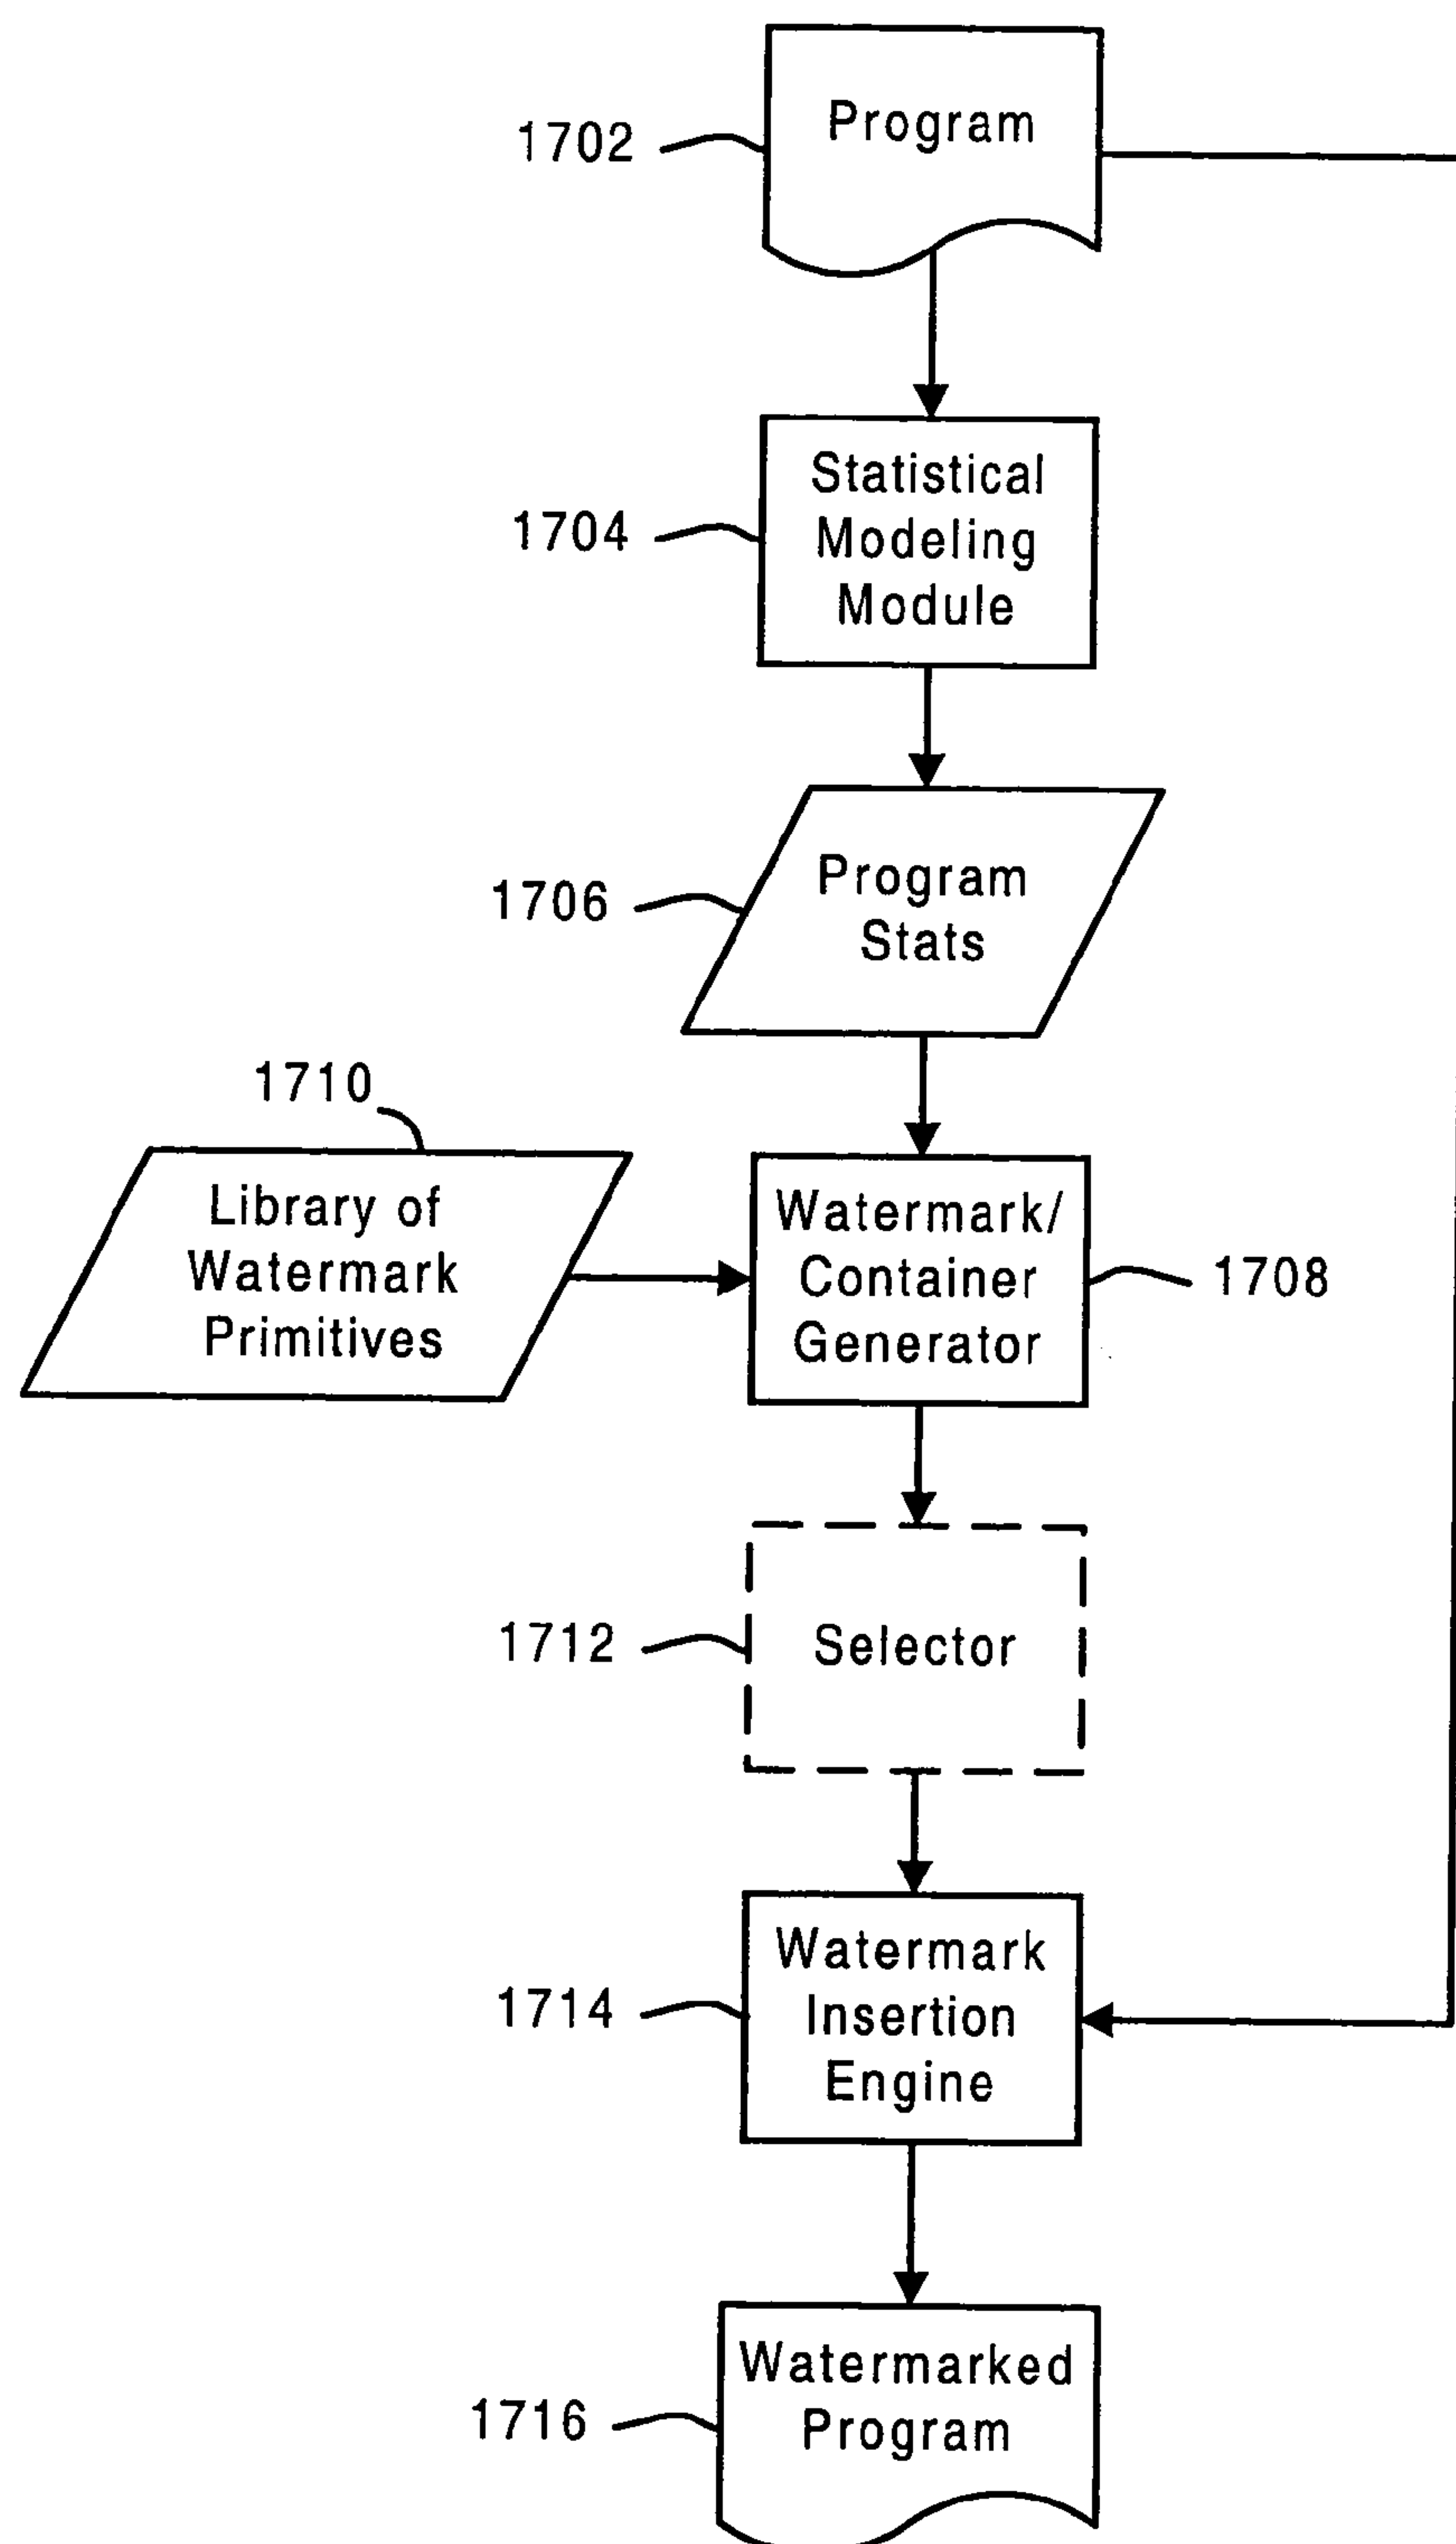 Program
1702
Statistical
Modeling
Module
1704
Program
Stats
1706
1710
Library of
Watermark
Primitives
Watermark/
Container
Generator
1708
Selector
1712
Watermark
Insertion
Engine
1714
Watermarked
Program
1716